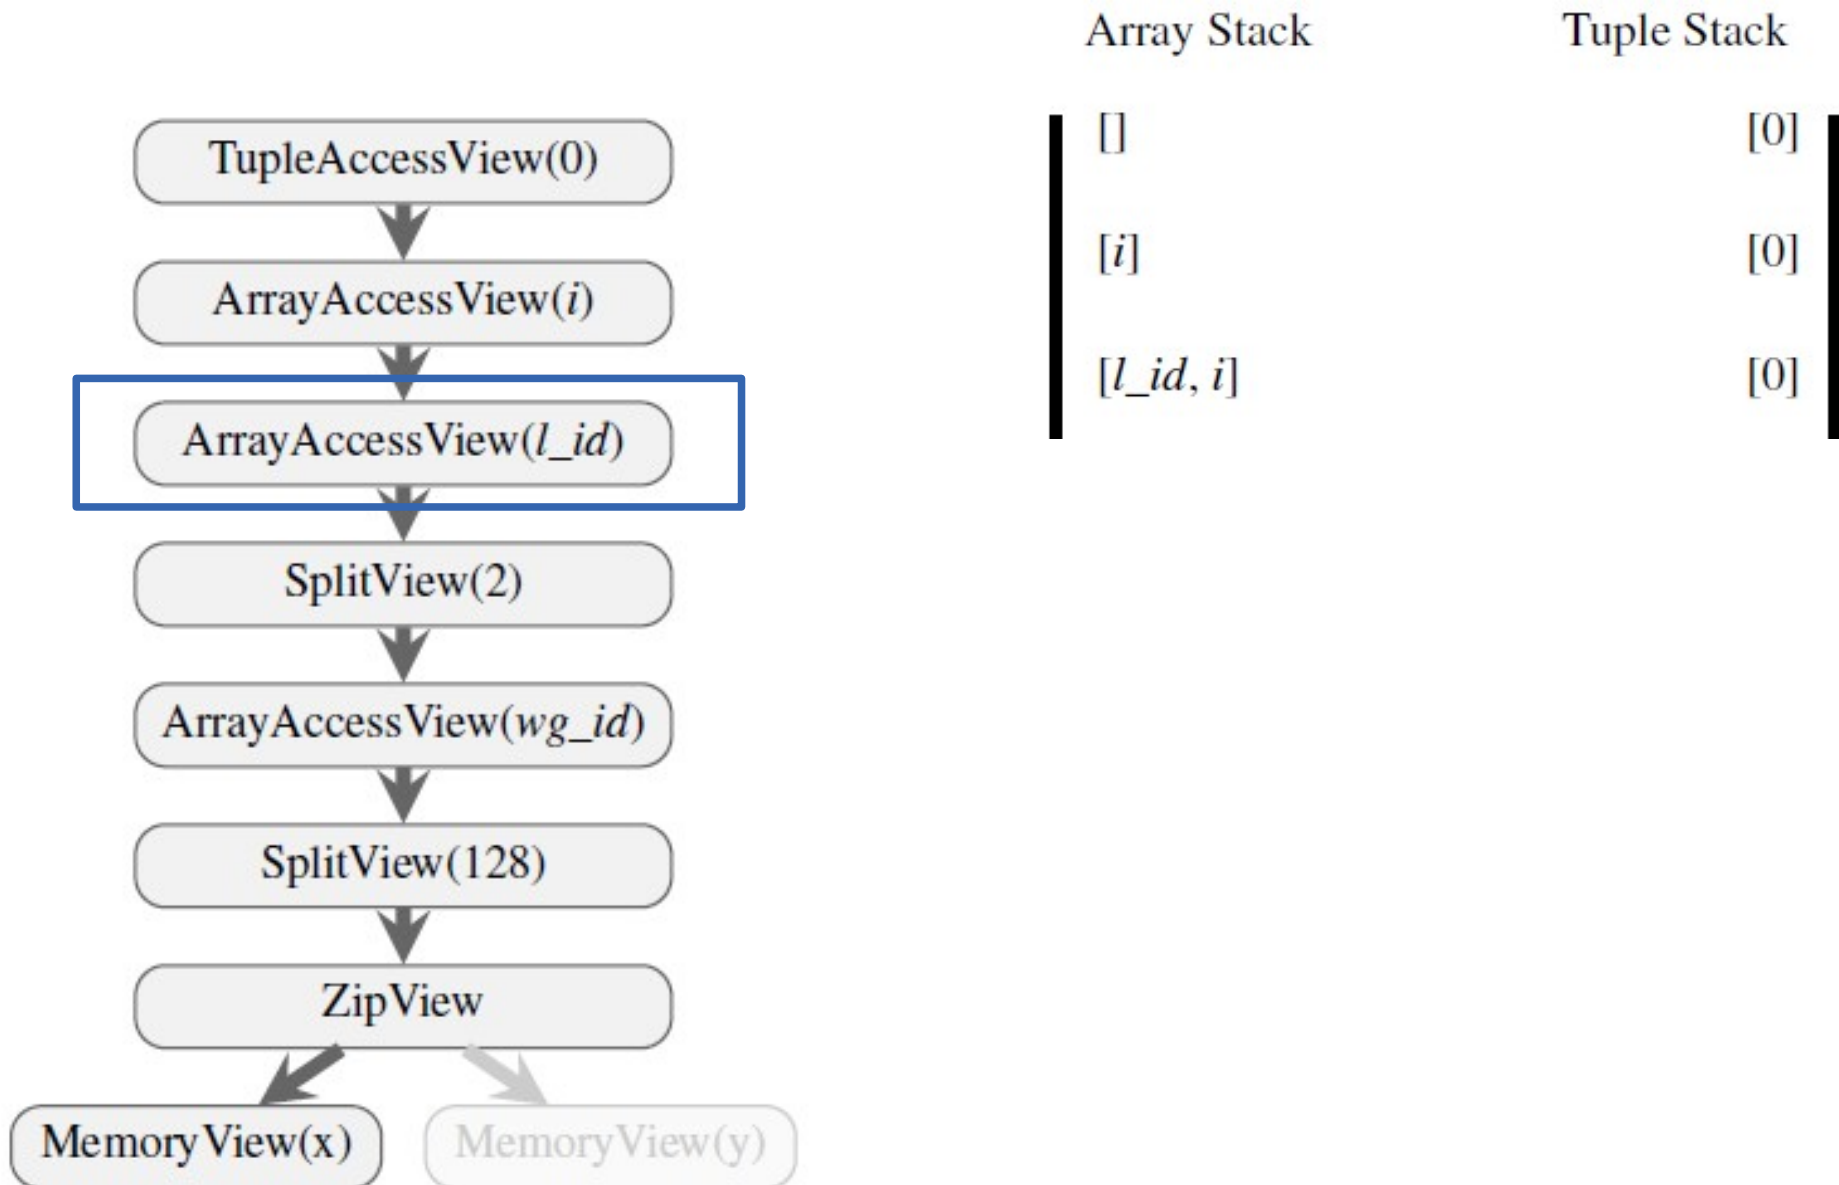 Array Stack
Tuple Stack
TupleAccessView(0)
[]
[0]
ArrayAccessView(i)
[i]
[0]
ArrayAccessView(l_id)
[l_id, i]
[0]
SplitView(2)
ArrayAccessView(wg_id)
SplitView(128)
ZipView
MemoryView(x)
MemoryView(y)